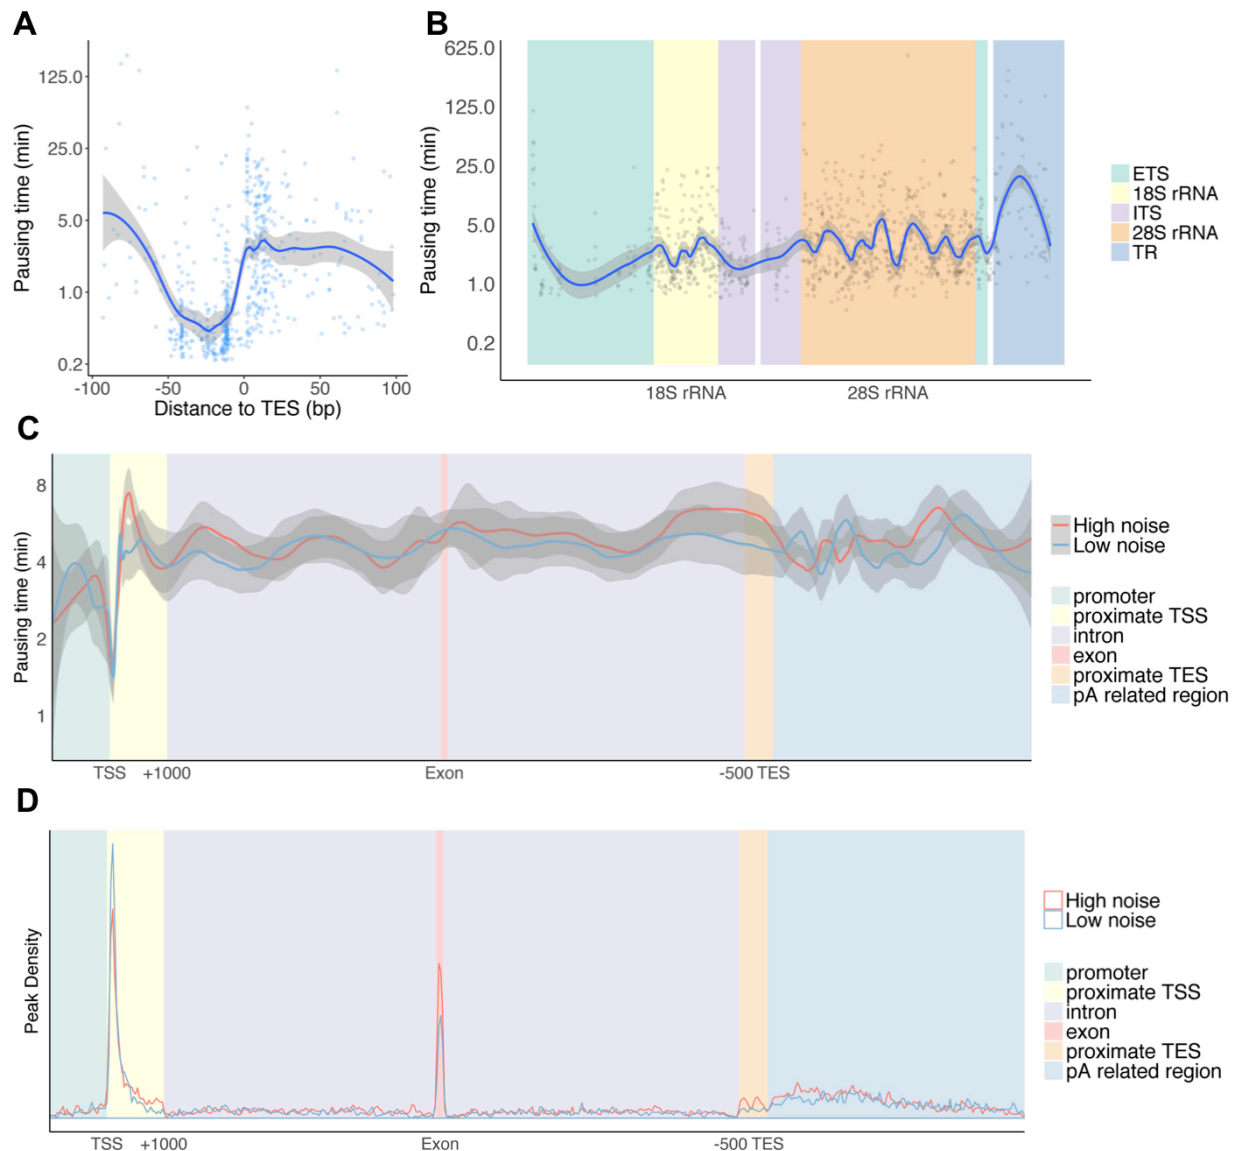 A
Pausing time (min)
125.0
25.0
5.0
1.0
0.2
-100 -50 0 50 100
Distance to TES (bp)
B
Pausing time (min)
625.0
125.0
25.0
5.0
1.0
0.2
18S rRNA 28S rRNA
ETS
18S rRNA
ITS
28S rRNA
TR
C
Pausing time (min)
8
4
2
1
TSS +1000 Exon -500 TES
High noise
Low noise
promoter
proximate TSS
intron
exon
proximate TES
pA related region
D
Peak Density
TSS +1000 Exon -500 TES
High noise
Low noise
promoter
proximate TSS
intron
exon
proximate TES
pA related region